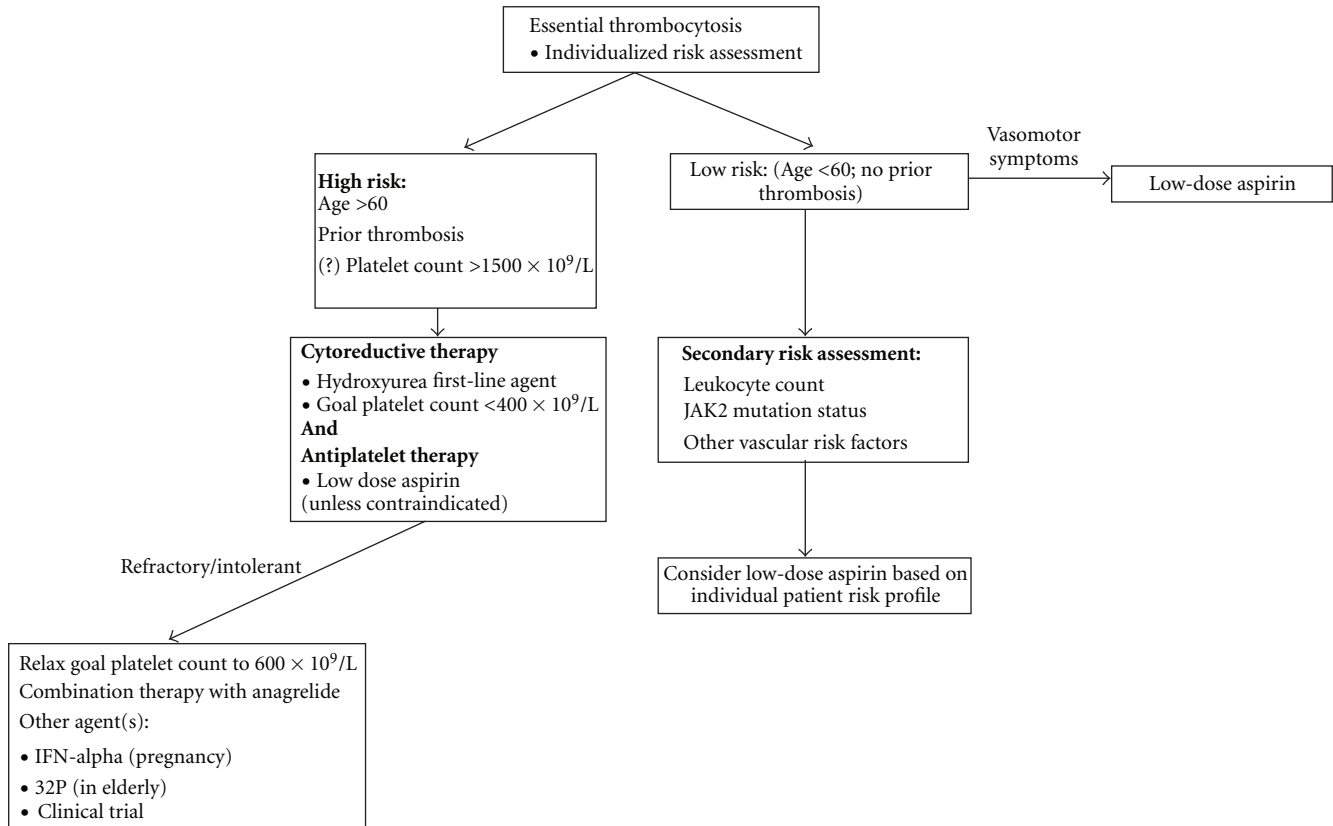 Essential thrombocytosis
• Individualized risk assessment
High risk:
Age >60
Prior thrombosis
(?) Platelet count >1500 × 10⁹/L
Low risk: (Age <60; no prior
thrombosis)
Vasomotor
symptoms
Low-dose aspirin
Cytoreductive therapy
• Hydroxyurea first-line agent
• Goal platelet count <400 × 10⁹/L
And
Antiplatelet therapy
• Low dose aspirin
(unless contraindicated)
Secondary risk assessment:
Leukocyte count
JAK2 mutation status
Other vascular risk factors
Refractory/intolerant
Consider low-dose aspirin based on
individual patient risk profile
Relax goal platelet count to 600 × 10⁹/L
Combination therapy with anagrelide
Other agent(s):
• IFN-alpha (pregnancy)
• 32P (in elderly)
• Clinical trial